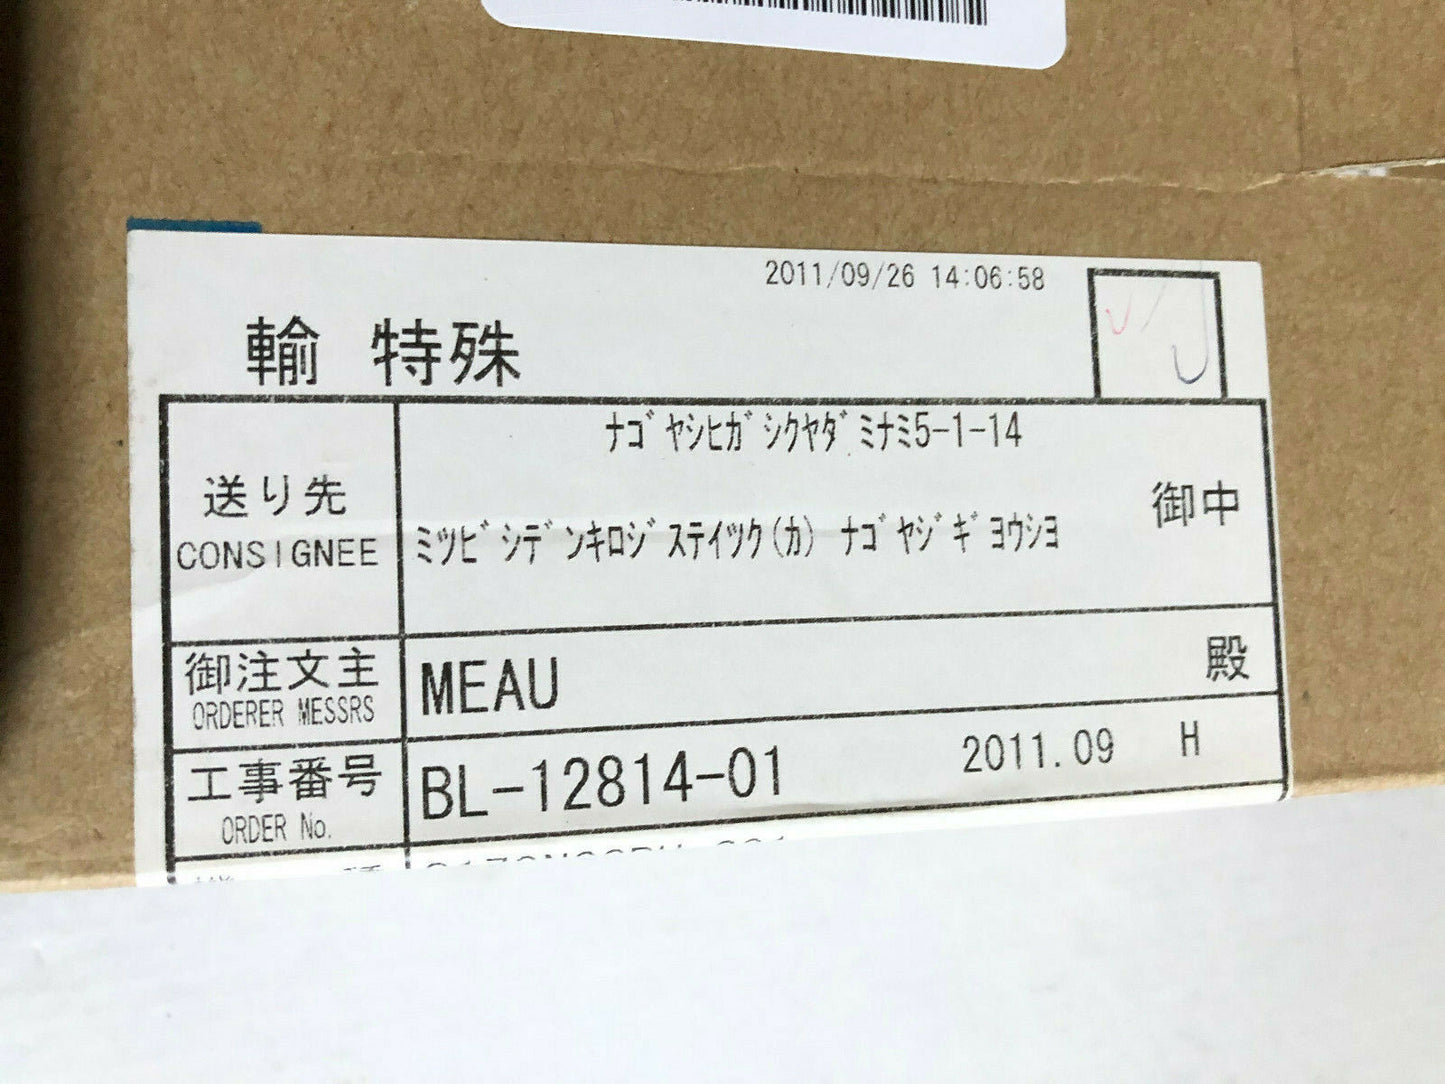 2011/09/26 14:06:58
輸 特殊
ﾅｺﾞﾔｼﾋｶﾞｼｸﾔﾀﾞﾐﾅﾐ5-1-14
送り先
CONSIGNEE
ﾐﾂﾋﾞｼﾃﾞﾝｷﾛｼﾞｽﾃｲﾂｸ(ｶ) ﾅｺﾞﾔｼﾞｷﾞﾖｳｼﾖ
御中
御注文主
ORDERER MESSRS
MEAU
殿
工事番号
ORDER No.
BL-12814-01
2011.09 H